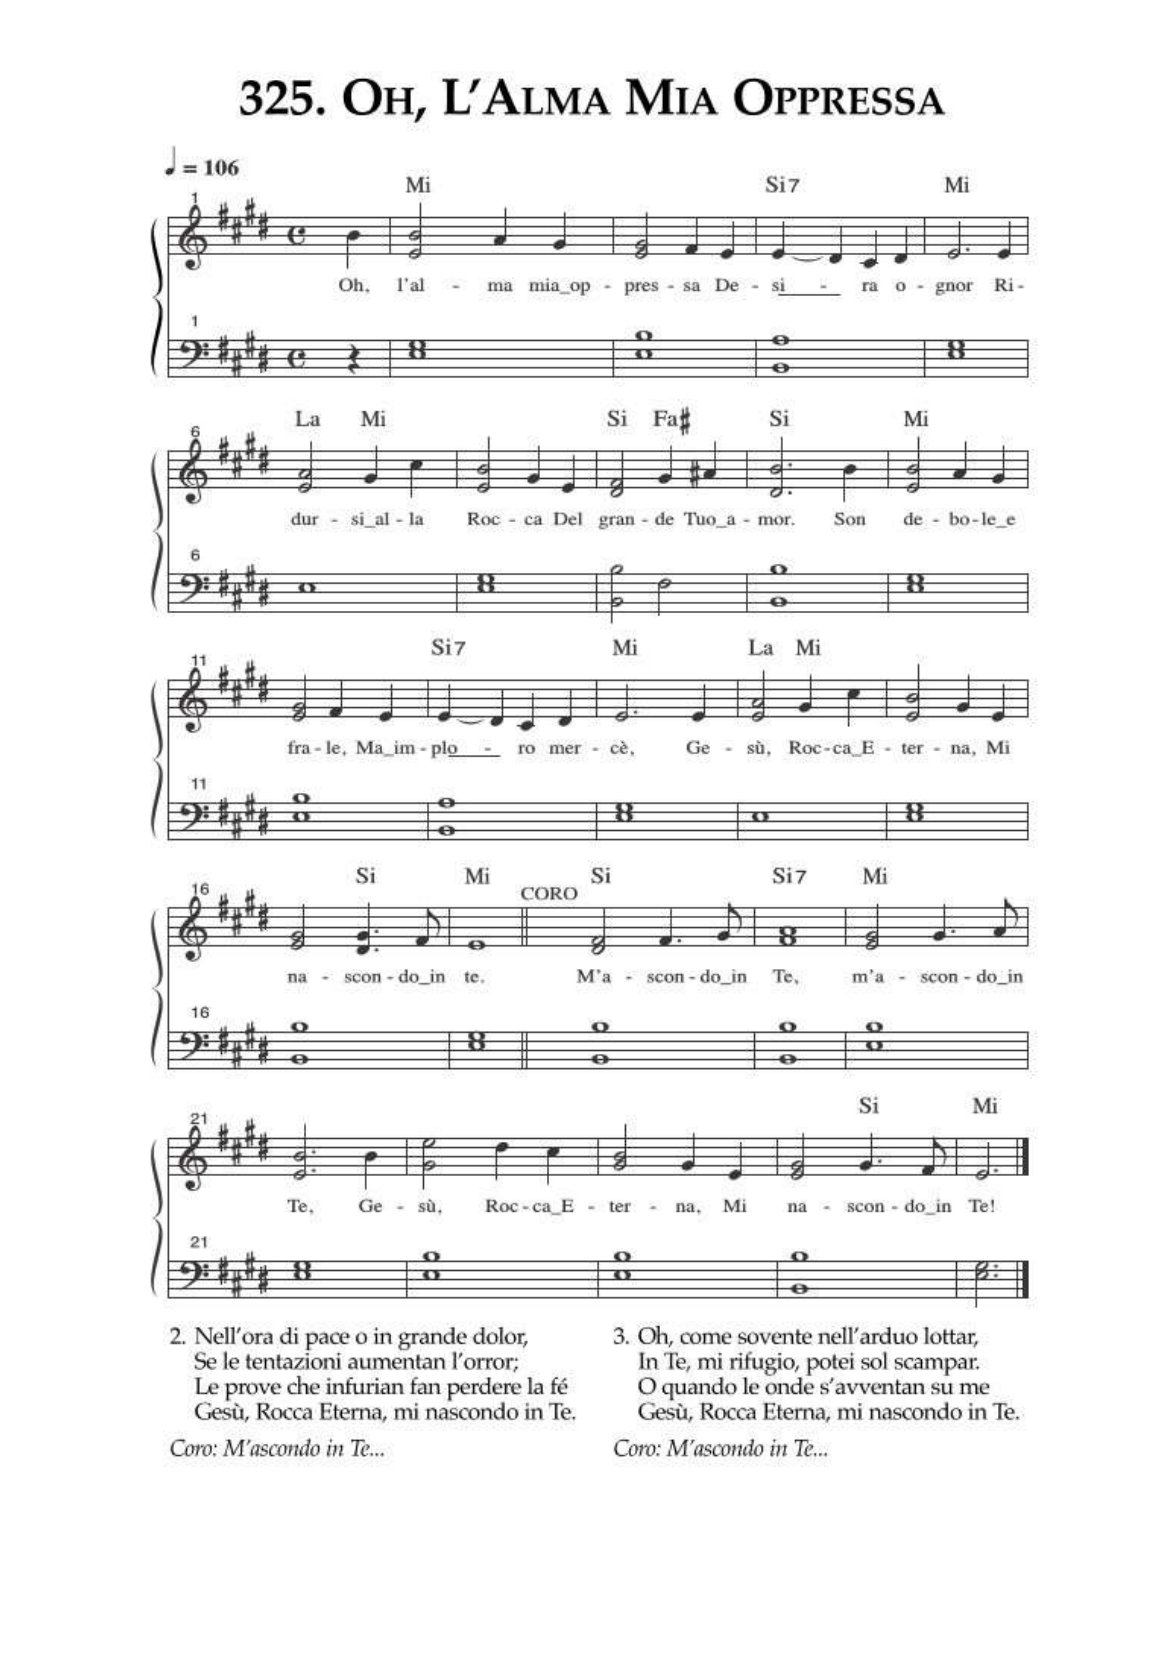 325. OH, L'ALMA MIA OPPRESSA
♩ = 106
Mi Si7 Mi
1
Oh, l'al - ma mia_op - pres - sa De - si___ - ra o - gnor Ri -
1
La Mi Si Fa♯ Si Mi
6
dur - si_al - la Roc - ca Del gran - de Tuo_a - mor. Son de - bo - le_e
6
Si7 Mi La Mi
11
fra - le, Ma_im - plo___ - ro mer - cè, Ge - sù, Roc - ca_E - ter - na, Mi
11
Si Mi Si Si7 Mi
16 CORO
na - scon - do_in te. M'a - scon - do_in Te, m'a - scon - do_in
16
Si Mi
21
Te, Ge - sù, Roc - ca_E - ter - na, Mi na - scon - do_in Te!
21
2. Nell'ora di pace o in grande dolor,
Se le tentazioni aumentan l'orror;
Le prove che infurian fan perdere la fé
Gesù, Rocca Eterna, mi nascondo in Te.
Coro: M'ascondo in Te...
3. Oh, come sovente nell'arduo lottar,
In Te, mi rifugio, potei sol scampar.
O quando le onde s'avventan su me
Gesù, Rocca Eterna, mi nascondo in Te.
Coro: M'ascondo in Te...